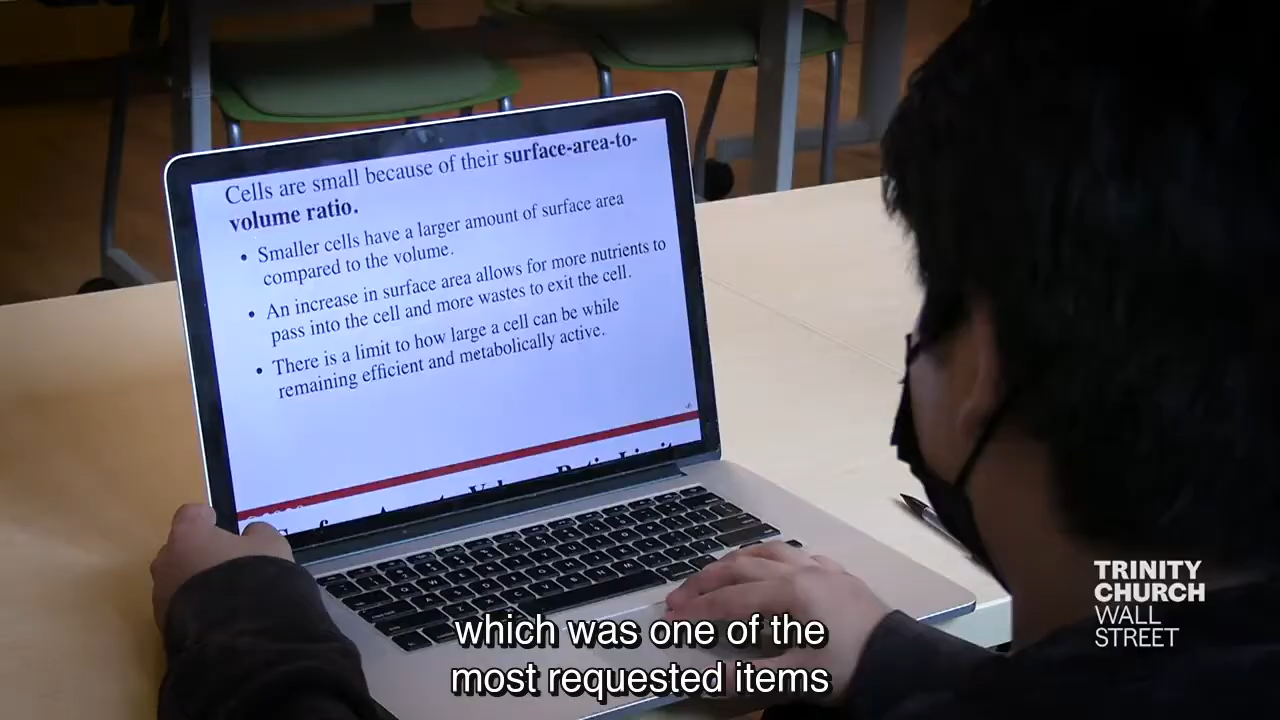 Cells are small because of their surface-area-to-
volume ratio.
• Smaller cells have a larger amount of surface area
compared to the volume.
• An increase in surface area allows for more nutrients to
pass into the cell and more wastes to exit the cell.
• There is a limit to how large a cell can be while
remaining efficient and metabolically active.
which was one of the
most requested items
TRINITY
CHURCH
WALL
STREET